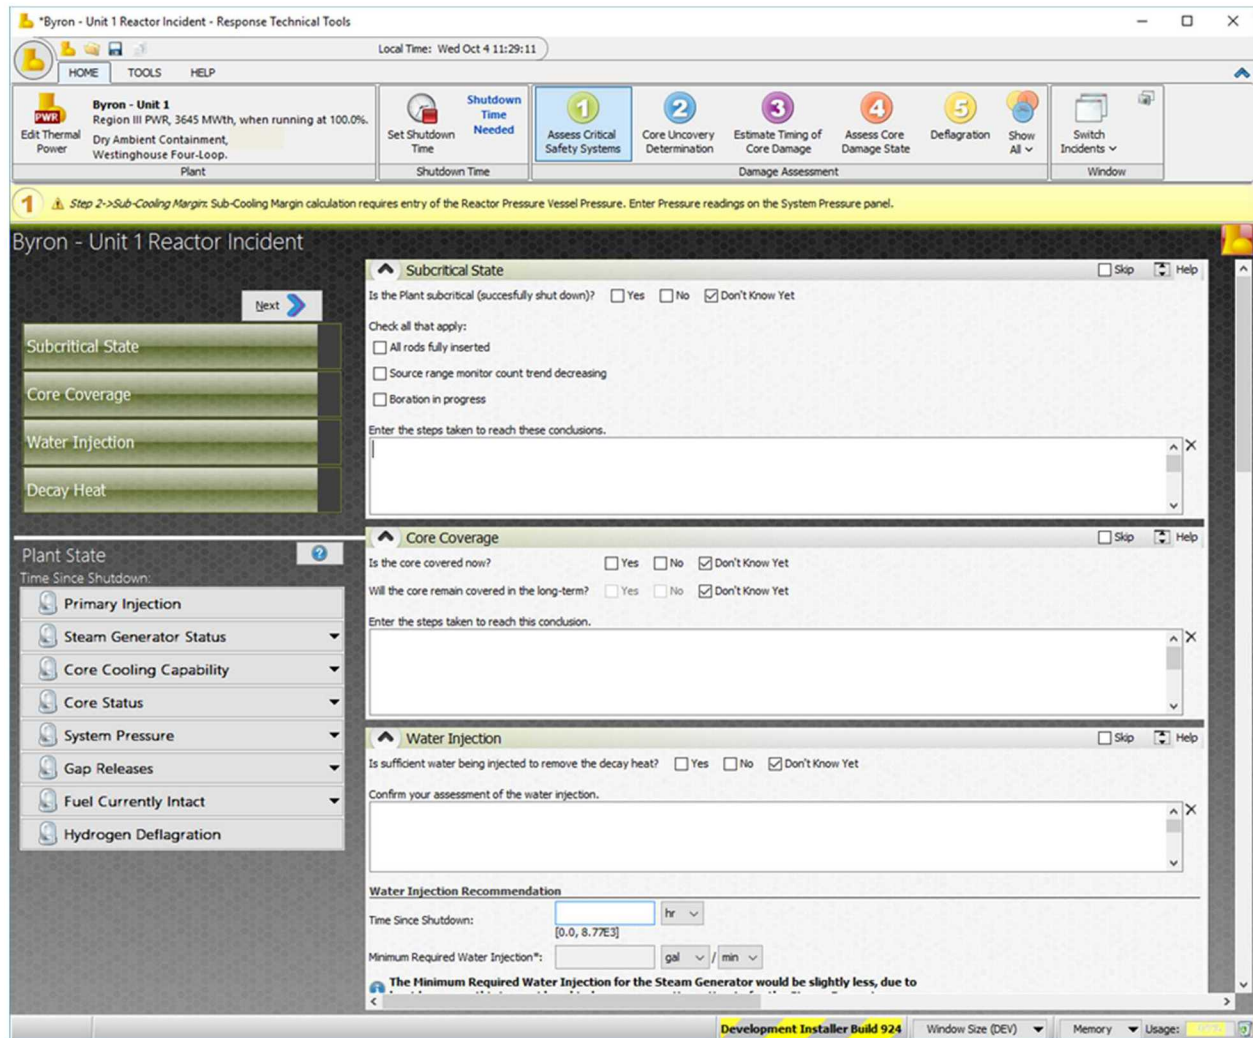 *Byron - Unit 1 Reactor Incident - Response Technical Tools
Local Time: Wed Oct 4 11:29:11
HOME TOOLS HELP
PWR
Edit Thermal
Power
Byron - Unit 1
Region III PWR, 3645 MWth, when running at 100.0%.
Dry Ambient Containment,
Westinghouse Four-Loop.
Plant
Set Shutdown
Time
Shutdown
Time
Needed
Shutdown Time
1
Assess Critical
Safety Systems
2
Core Uncovery
Determination
3
Estimate Timing of
Core Damage
4
Assess Core
Damage State
5
Deflagration
Show
All
Damage Assessment
Switch
Incidents
Window
1 Step 2->Sub-Cooling Margin: Sub-Cooling Margin calculation requires entry of the Reactor Pressure Vessel Pressure. Enter Pressure readings on the System Pressure panel.
Byron - Unit 1 Reactor Incident
Next
Subcritical State
Core Coverage
Water Injection
Decay Heat
Plant State
Time Since Shutdown:
Primary Injection
Steam Generator Status
Core Cooling Capability
Core Status
System Pressure
Gap Releases
Fuel Currently Intact
Hydrogen Deflagration
Subcritical State Skip Help
Is the Plant subcritical (succesfully shut down)? Yes No Don't Know Yet
Check all that apply:
All rods fully inserted
Source range monitor count trend decreasing
Boration in progress
Enter the steps taken to reach these conclusions.
Core Coverage Skip Help
Is the core covered now? Yes No Don't Know Yet
Will the core remain covered in the long-term? Yes No Don't Know Yet
Enter the steps taken to reach this conclusion.
Water Injection Skip Help
Is sufficient water being injected to remove the decay heat? Yes No Don't Know Yet
Confirm your assessment of the water injection.
Water Injection Recommendation
Time Since Shutdown: hr
[0.0, 8.77E3]
Minimum Required Water Injection*: gal / min
The Minimum Required Water Injection for the Steam Generator would be slightly less, due to
Development Installer Build 924 Window Size (DEV) Memory Usage: